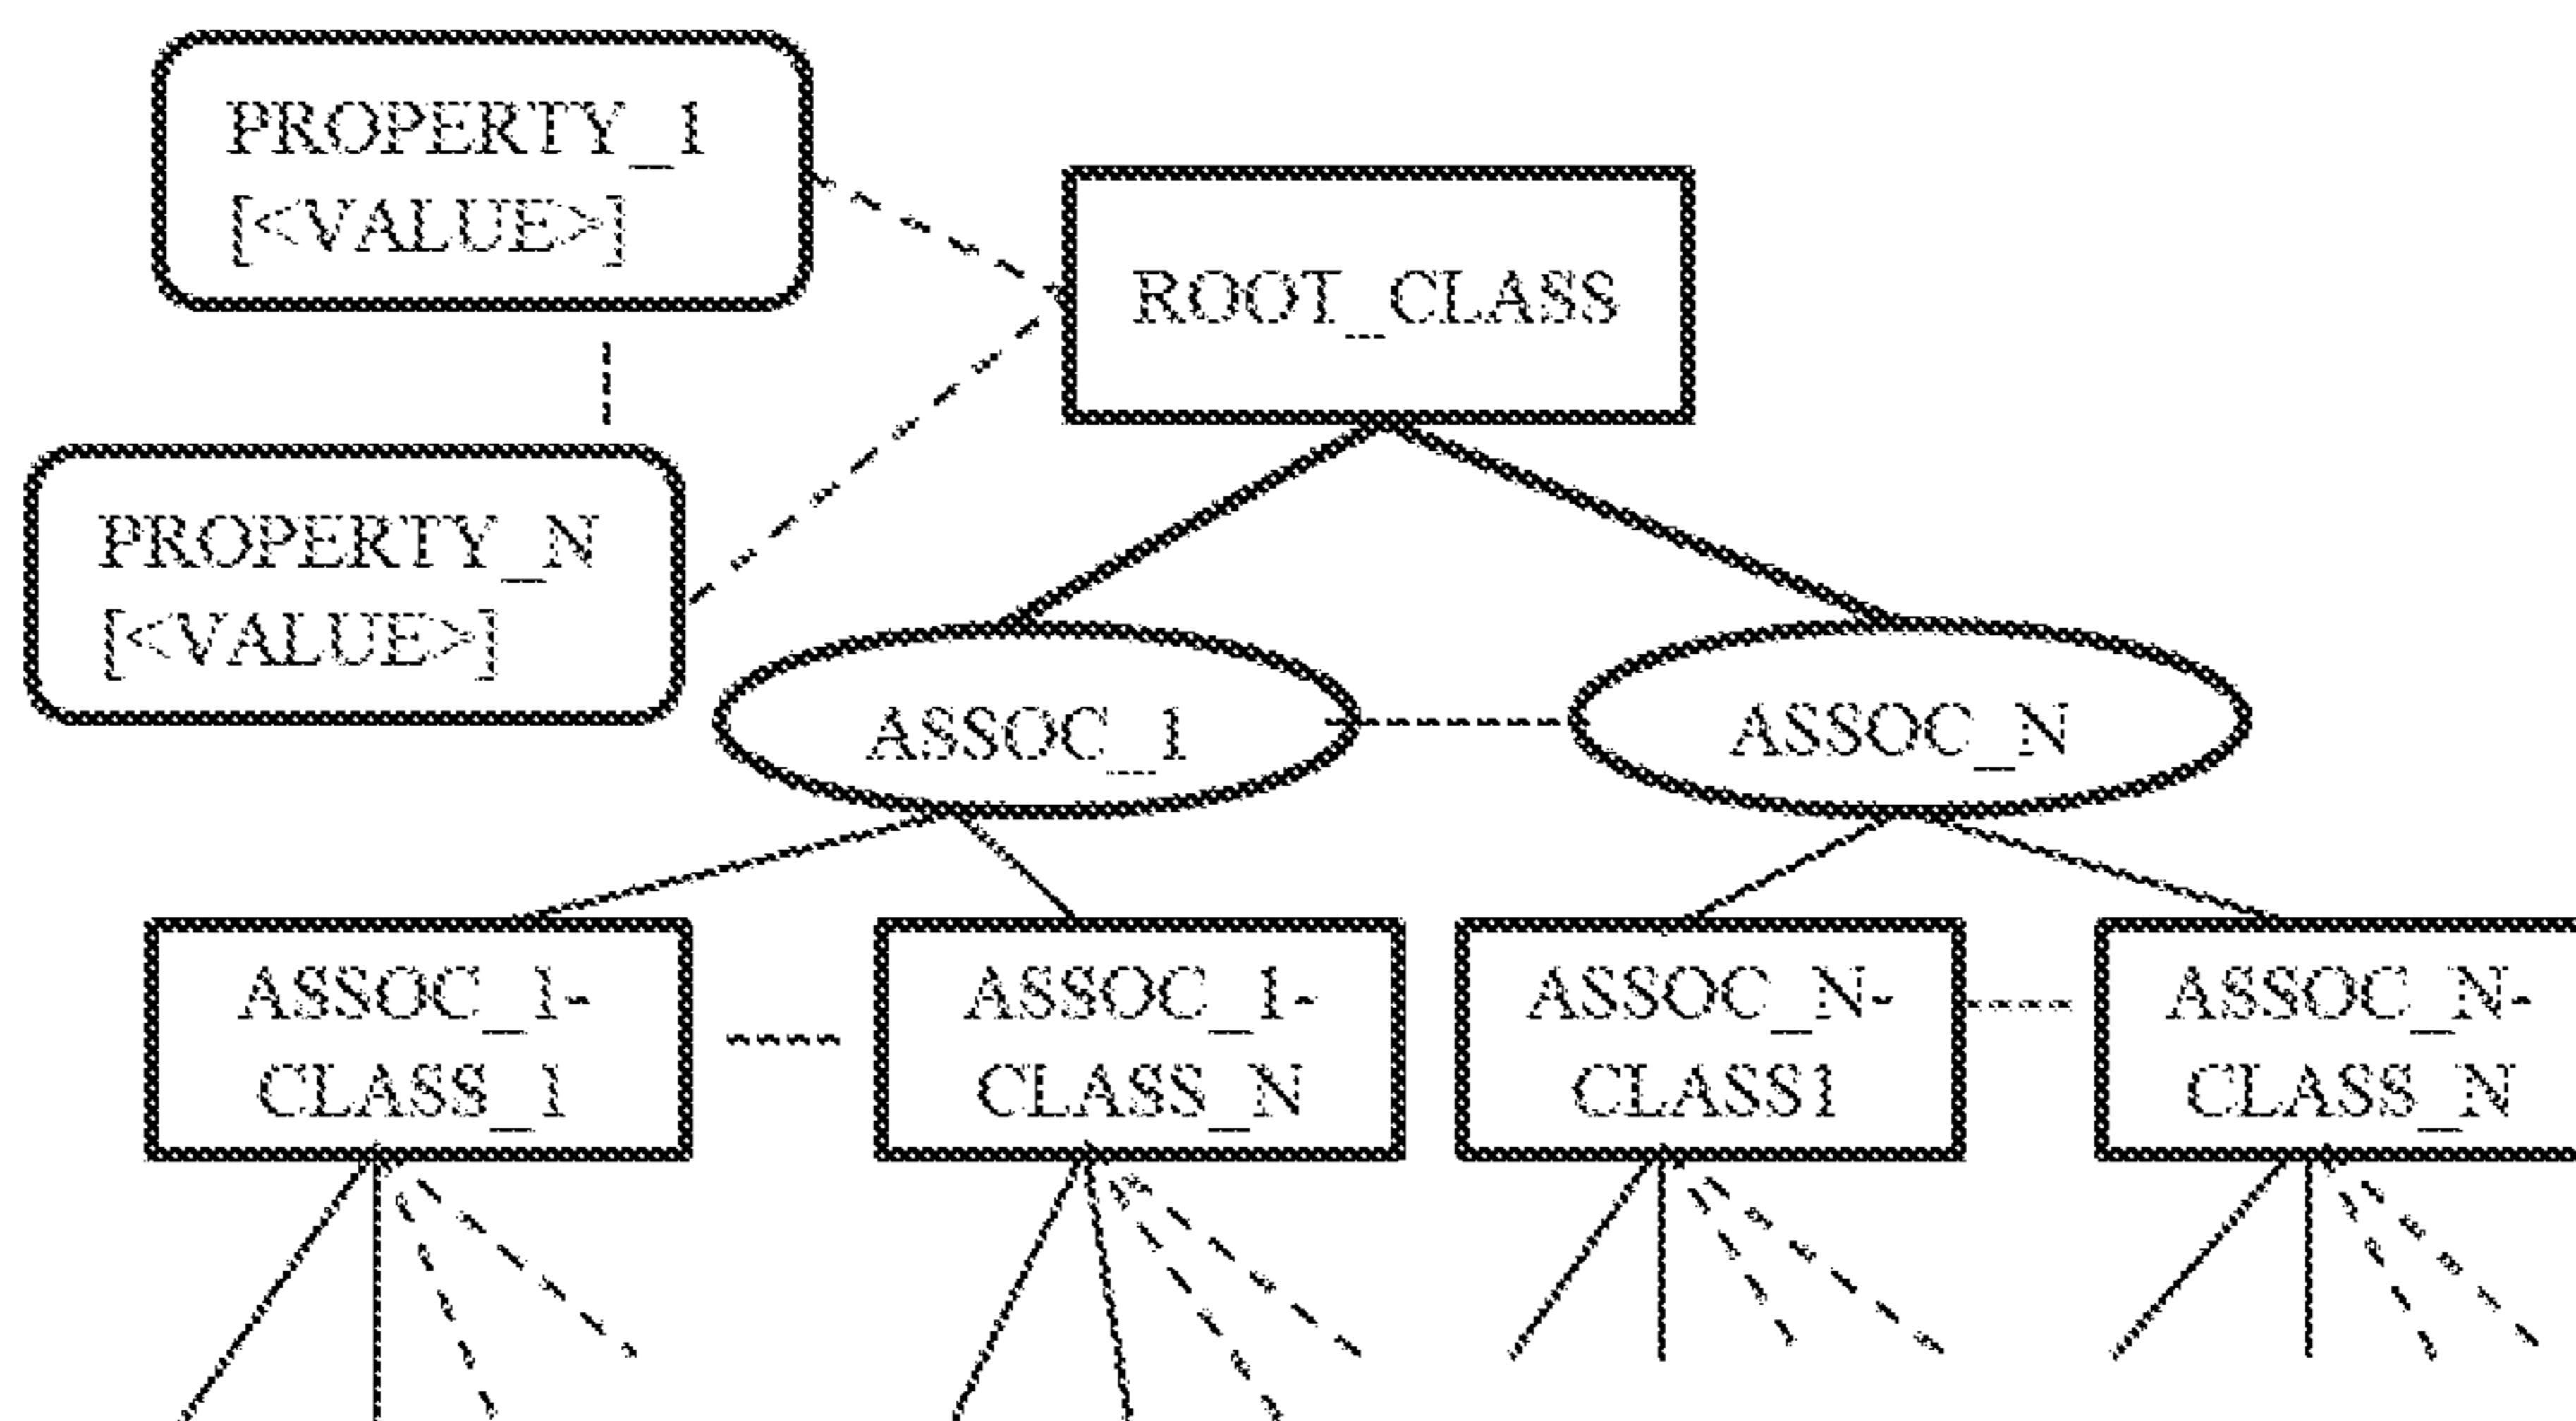 PROPERTY_1
[<VALUE>]
ROOT_CLASS
PROPERTY_N
[<VALUE>]
ASSOC_1
ASSOC_N
ASSOC_1-
CLASS_1
ASSOC_1-
CLASS_N
ASSOC_N-
CLASS1
ASSOC_N-
CLASS_N